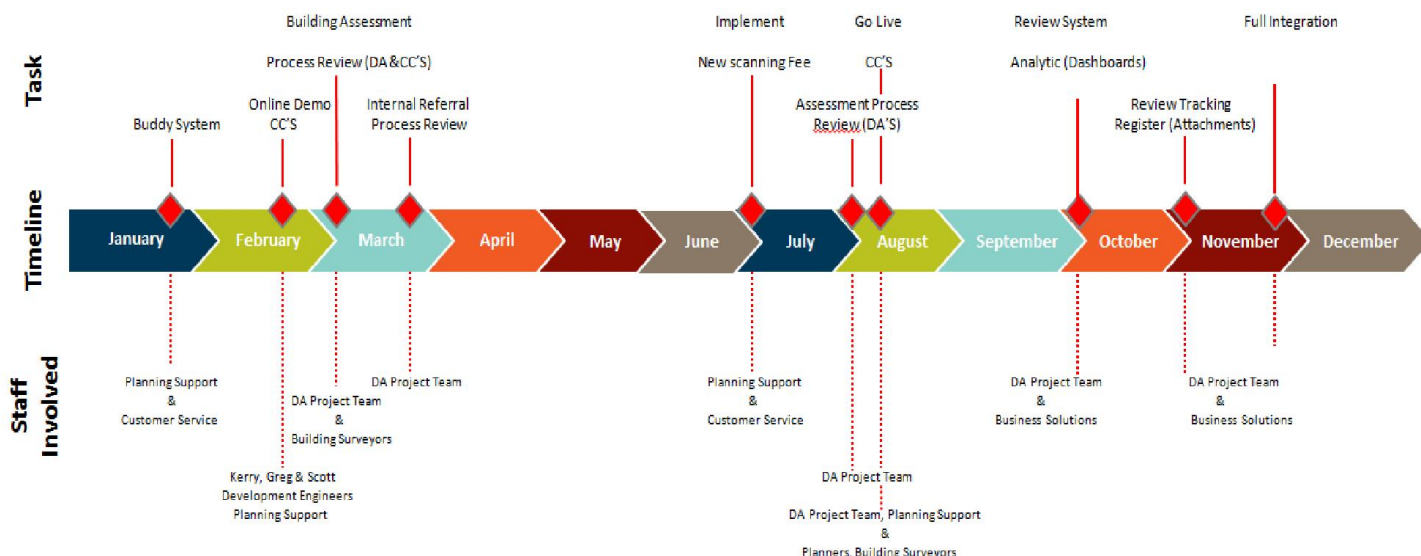 Building Assessment
Implement
Go Live
Review System
Full Integration
Task
Process Review (DA&CC'S)
New scanning Fee
CC'S
Analytic (Dashboards)
Online Demo
CC'S
Internal Referral
Process Review
Assessment Process
Review (DA'S)
Review Tracking
Register (Attachments)
Buddy System
Timeline
January
February
March
April
May
June
July
August
September
October
November
December
Staff
Involved
Planning Support
&
Customer Service
DA Project Team
&
Building Surveyors
DA Project Team
Planning Support
&
Customer Service
DA Project Team
&
Business Solutions
DA Project Team
&
Business Solutions
Kerry, Greg & Scott
Development Engineers
Planning Support
DA Project Team
DA Project Team, Planning Support
&
Planners, Building Surveyors